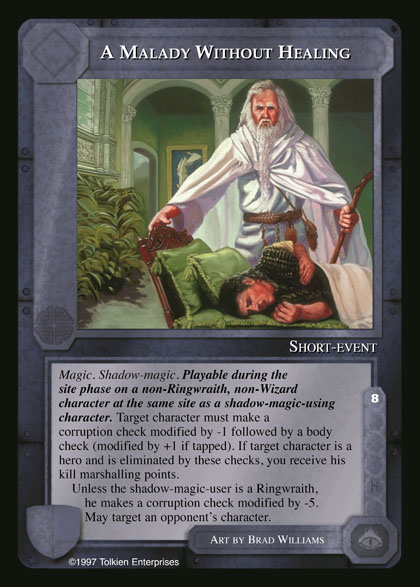 A Malady Without Healing
Short-event
Magic. Shadow-magic. Playable during the
site phase on a non-Ringwraith, non-Wizard
character at the same site as a shadow-magic-using
character. Target character must make a
corruption check modified by -1 followed by a body
check (modified by +1 if tapped). If target character is a
hero and is eliminated by these checks, you receive his
kill marshalling points.
Unless the shadow-magic-user is a Ringwraith,
he makes a corruption check modified by -5.
May target an opponent's character.
8
Art by Brad Williams
©1997 Tolkien Enterprises